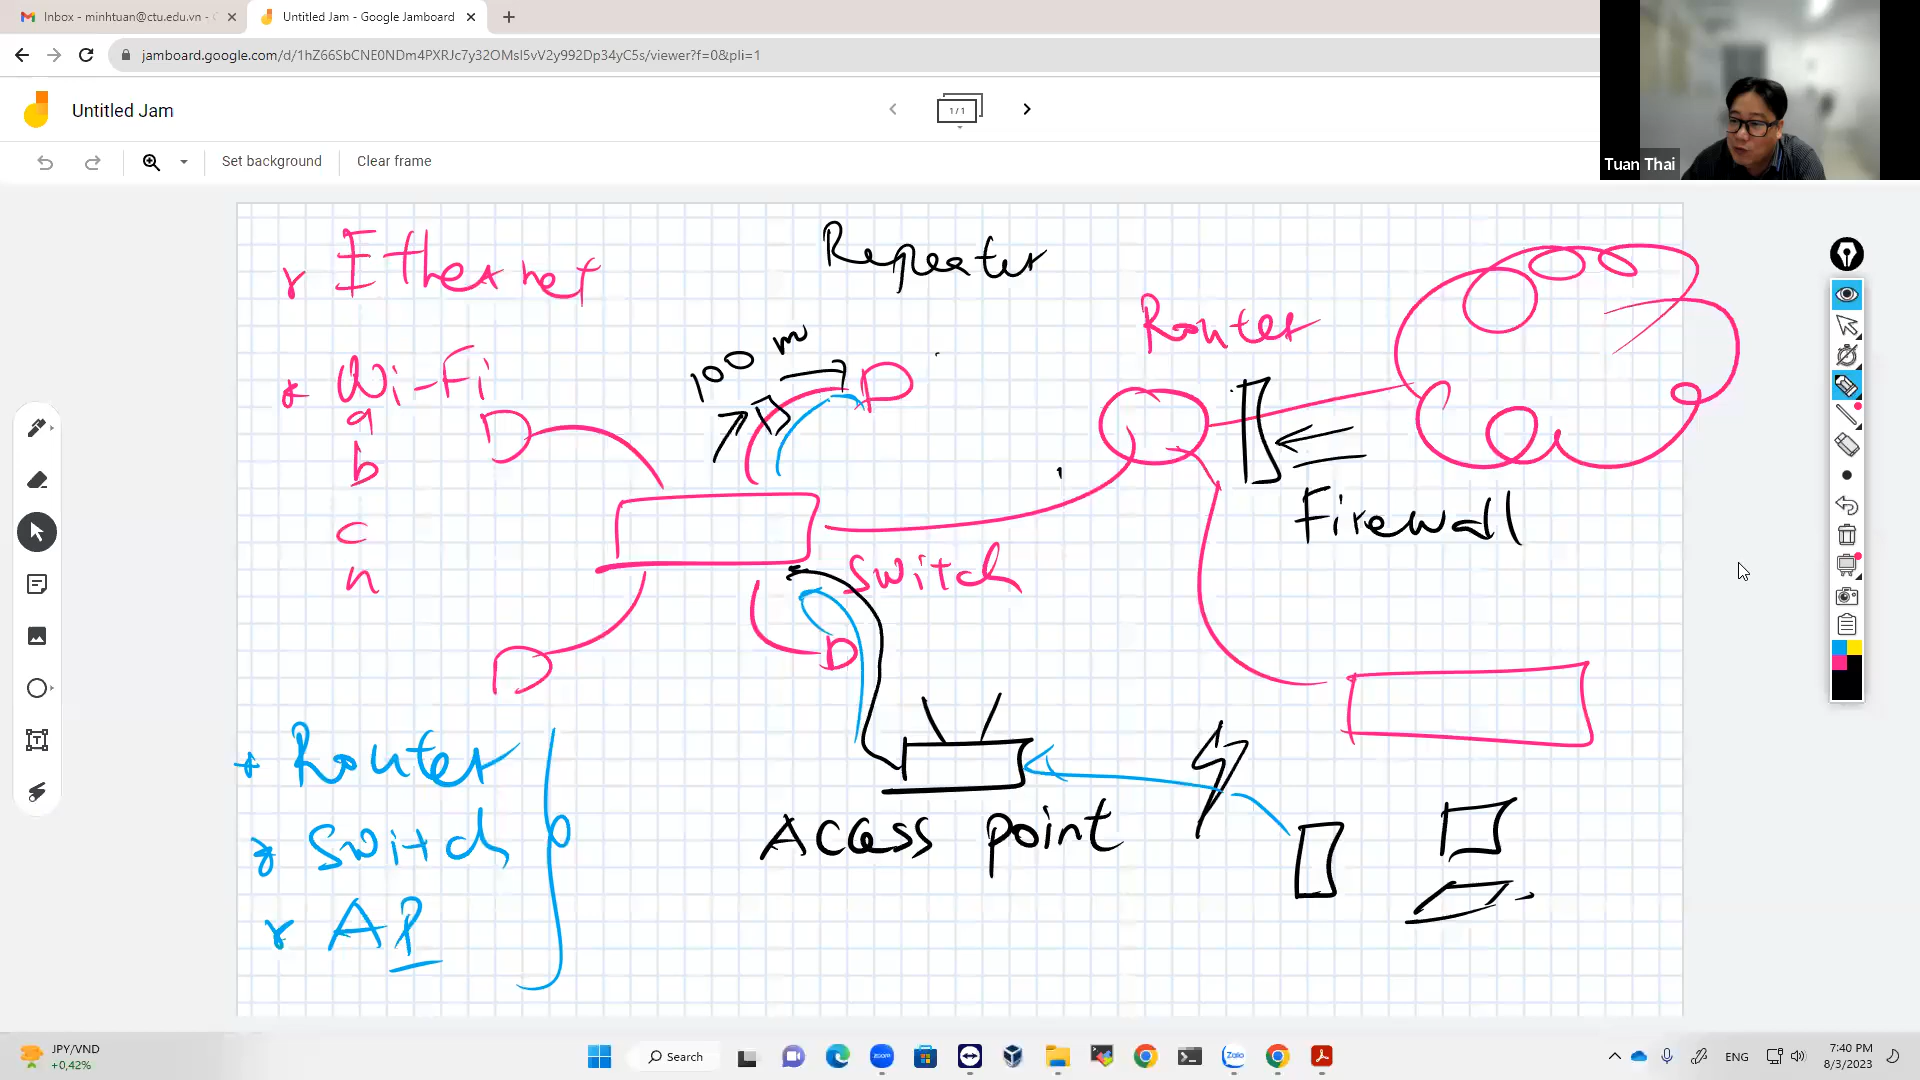 Inbox - minhtuan@ctu.edu.vn -
Untitled Jam - Google Jamboard
jamboard.google.com/d/1hZ66SbCNE0NDm4PXRJc7y32OMsI5vV2y992Dp34yC5s/viewer?f=0&pli=1
Untitled Jam
1/1
Tuan Thai
Set background
Clear frame
Ethernet
Repeater
Router
100 m
D
Wi-Fi
a
D
b
Firewall
c
Switch
n
D
D
Router
Switch
AP
Access point
JPY/VND
+0,42%
Search
zoom
Zalo
ENG
7:40 PM
8/3/2023